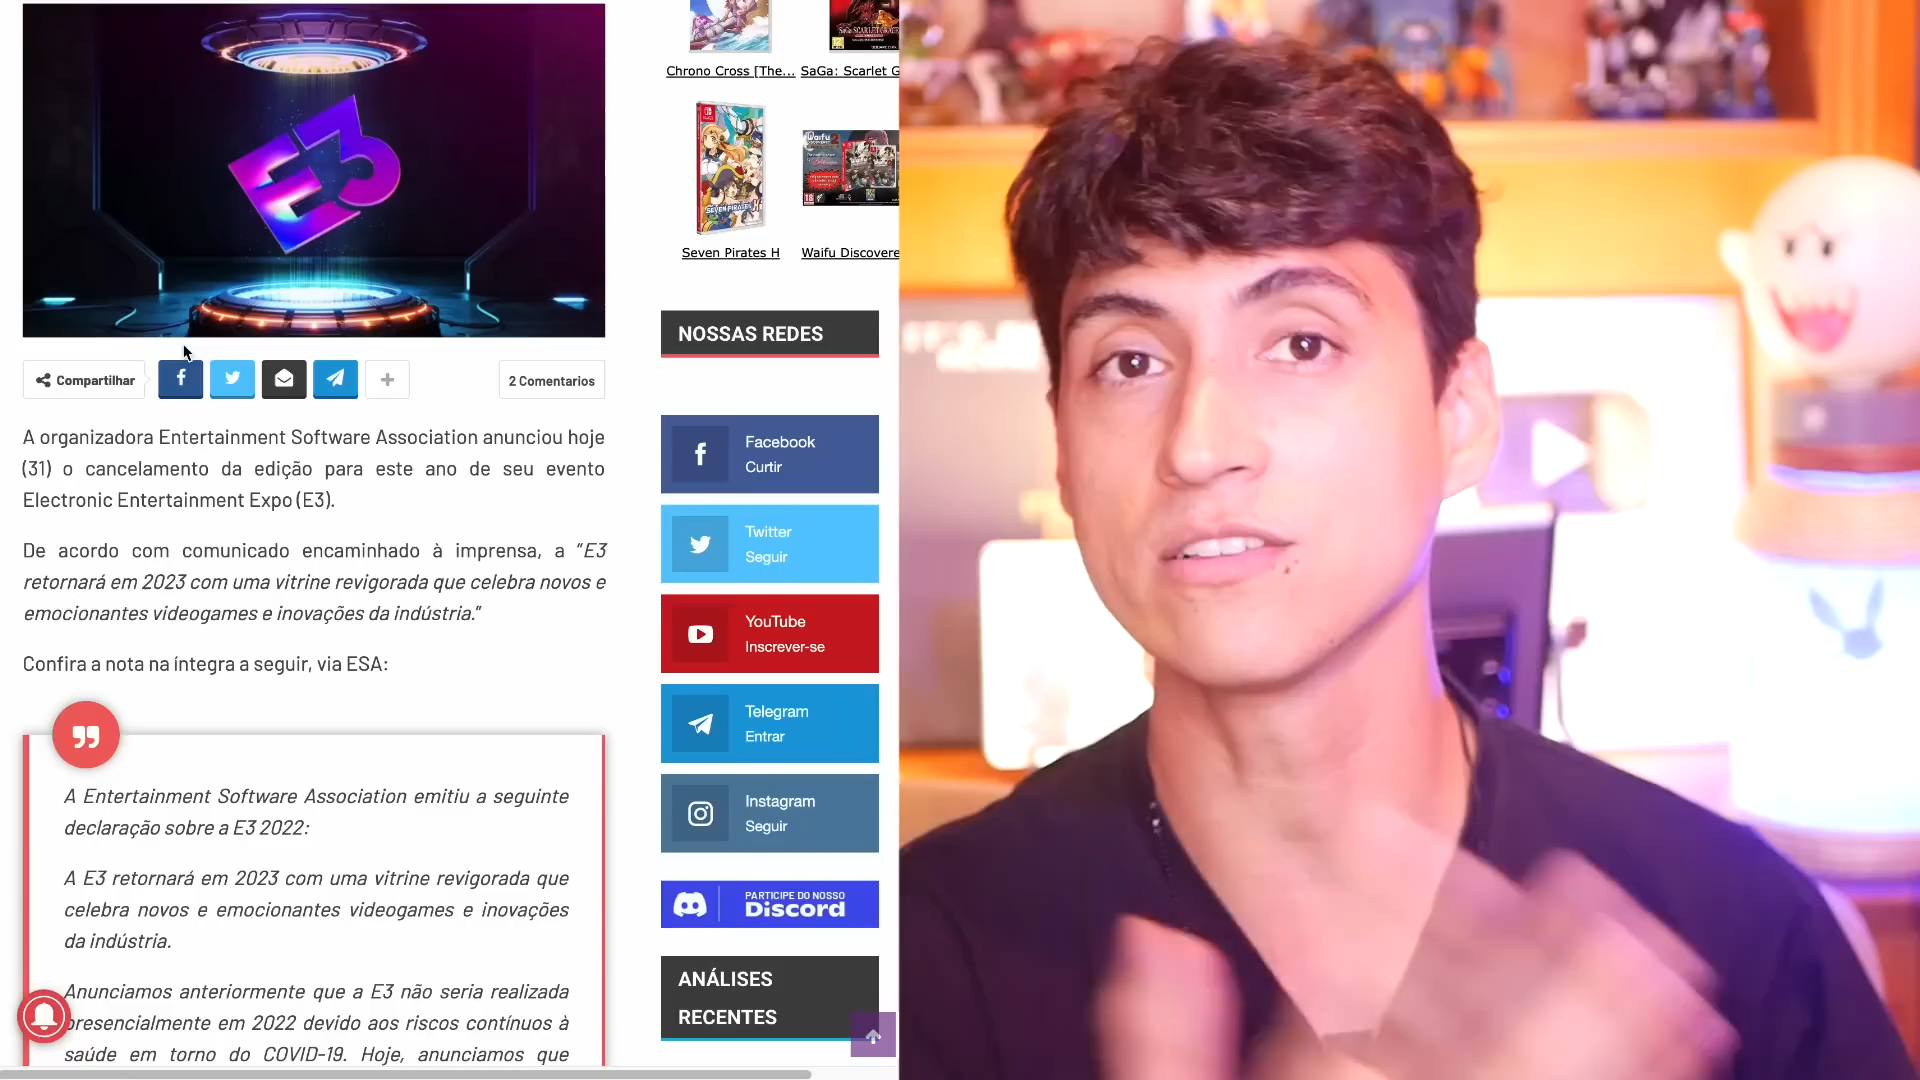 E3
Compartilhar
2 Comentarios
A organizadora Entertainment Software Association anunciou hoje
(31) o cancelamento da edição para este ano de seu evento
Electronic Entertainment Expo (E3).
De acordo com comunicado encaminhado à imprensa, a “E3
retornará em 2023 com uma vitrine revigorada que celebra novos e
emocionantes videogames e inovações da indústria.”
Confira a nota na íntegra a seguir, via ESA:
A Entertainment Software Association emitiu a seguinte
declaração sobre a E3 2022:
A E3 retornará em 2023 com uma vitrine revigorada que
celebra novos e emocionantes videogames e inovações
da indústria.
Anunciamos anteriormente que a E3 não seria realizada
presencialmente em 2022 devido aos riscos contínuos à
saúde em torno do COVID-19. Hoje, anunciamos que
Chrono Cross [The...
SaGa: Scarlet G
SEVEN PIRATES H
Waifu
Seven Pirates H
Waifu Discovere
NOSSAS REDES
Facebook
Curtir
Twitter
Seguir
YouTube
Inscrever-se
Telegram
Entrar
Instagram
Seguir
PARTICIPE DO NOSSO
Discord
ANÁLISES
RECENTES